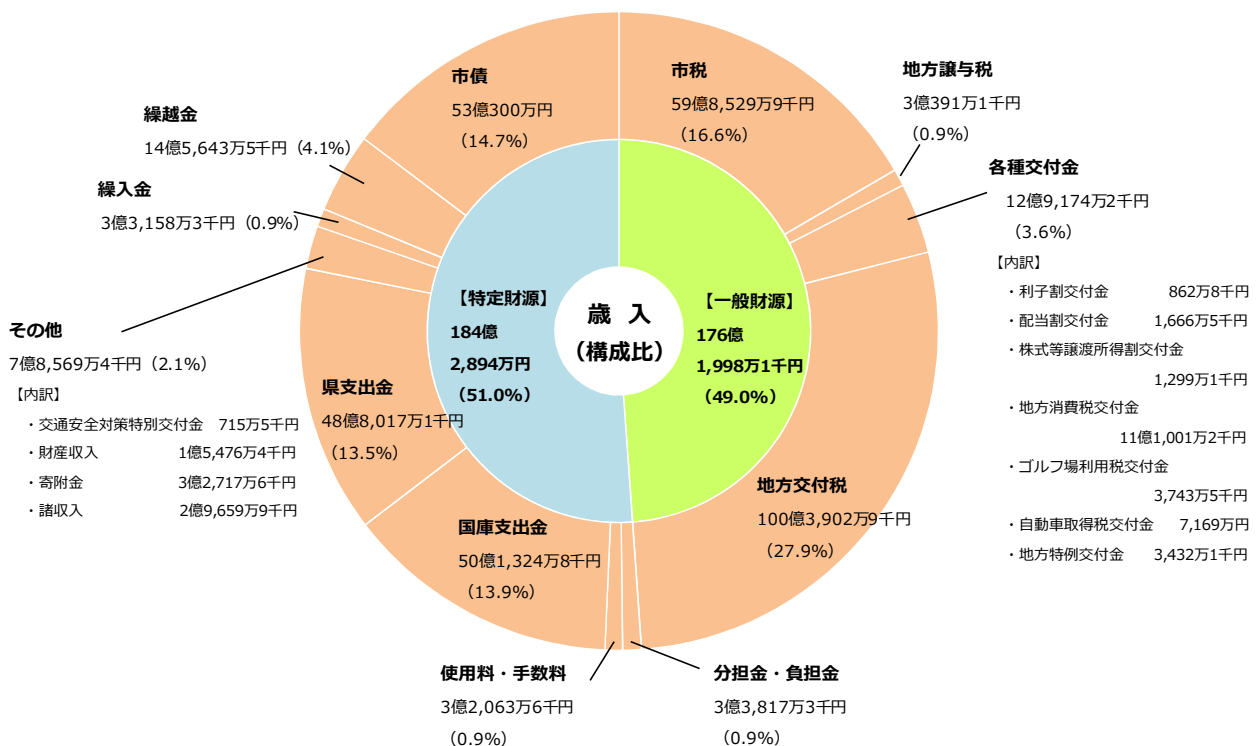 市債
53億300万円
（14.7%）
市税
59億8,529万9千円
（16.6%）
地方譲与税
3億391万1千円
（0.9%）
繰越金
14億5,643万5千円（4.1%）
繰入金
3億3,158万3千円（0.9%）
各種交付金
12億9,174万2千円
（3.6%）
【内訳】
・利子割交付金 862万8千円
・配当割交付金 1,666万5千円
・株式等譲渡所得割交付金
1,299万1千円
・地方消費税交付金
11億1,001万2千円
・ゴルフ場利用税交付金
3,743万5千円
・自動車取得税交付金 7,169万円
・地方特例交付金 3,432万1千円
【特定財源】
184億
2,894万円
（51.0%）
歳 入
（構成比）
【一般財源】
176億
1,998万1千円
（49.0%）
その他
7億8,569万4千円（2.1%）
【内訳】
・交通安全対策特別交付金 715万5千円
・財産収入 1億5,476万4千円
・寄附金 3億2,717万6千円
・諸収入 2億9,659万9千円
県支出金
48億8,017万1千円
（13.5%）
国庫支出金
50億1,324万8千円
（13.9%）
地方交付税
100億3,902万9千円
（27.9%）
使用料・手数料
3億2,063万6千円
（0.9%）
分担金・負担金
3億3,817万3千円
（0.9%）